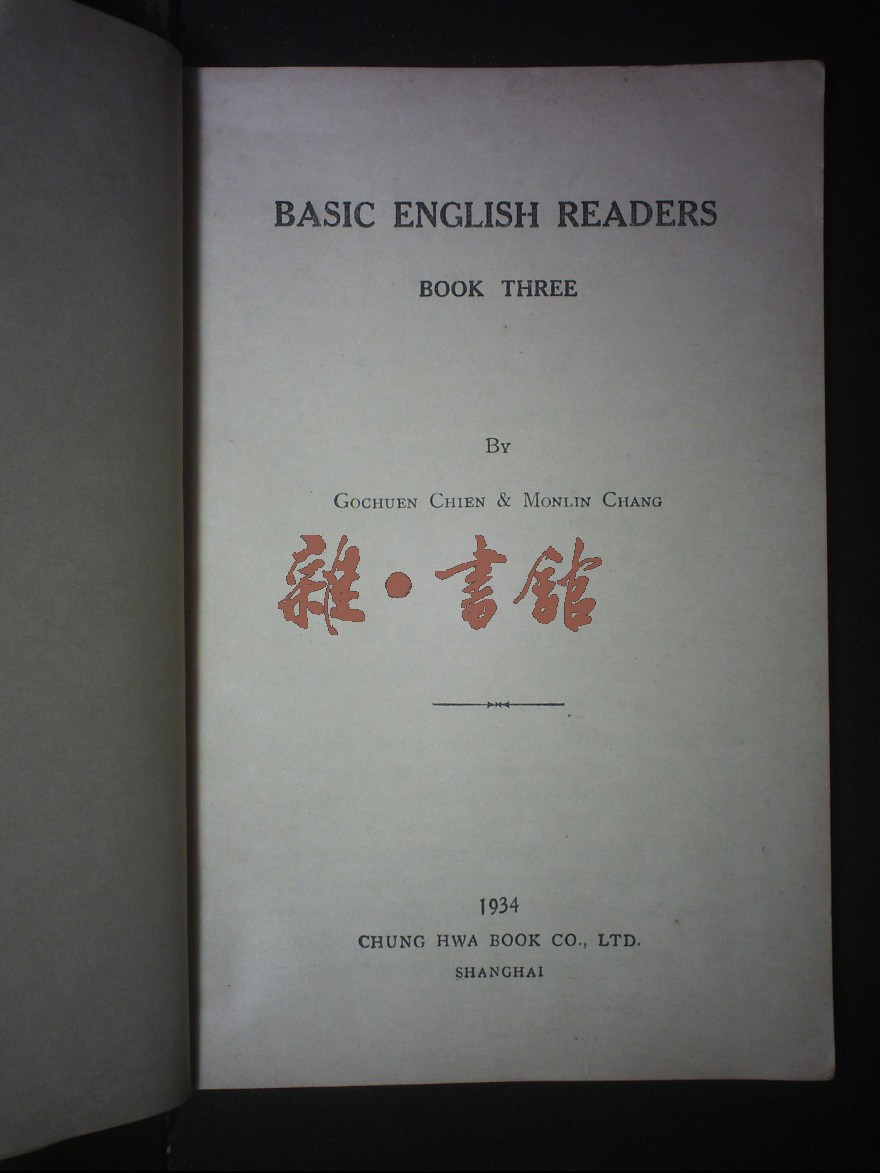 BASIC ENGLISH READERS
BOOK THREE
By
Gochuen Chien & Monlin Chang
雜・書館
1934
CHUNG HWA BOOK CO., LTD.
SHANGHAI